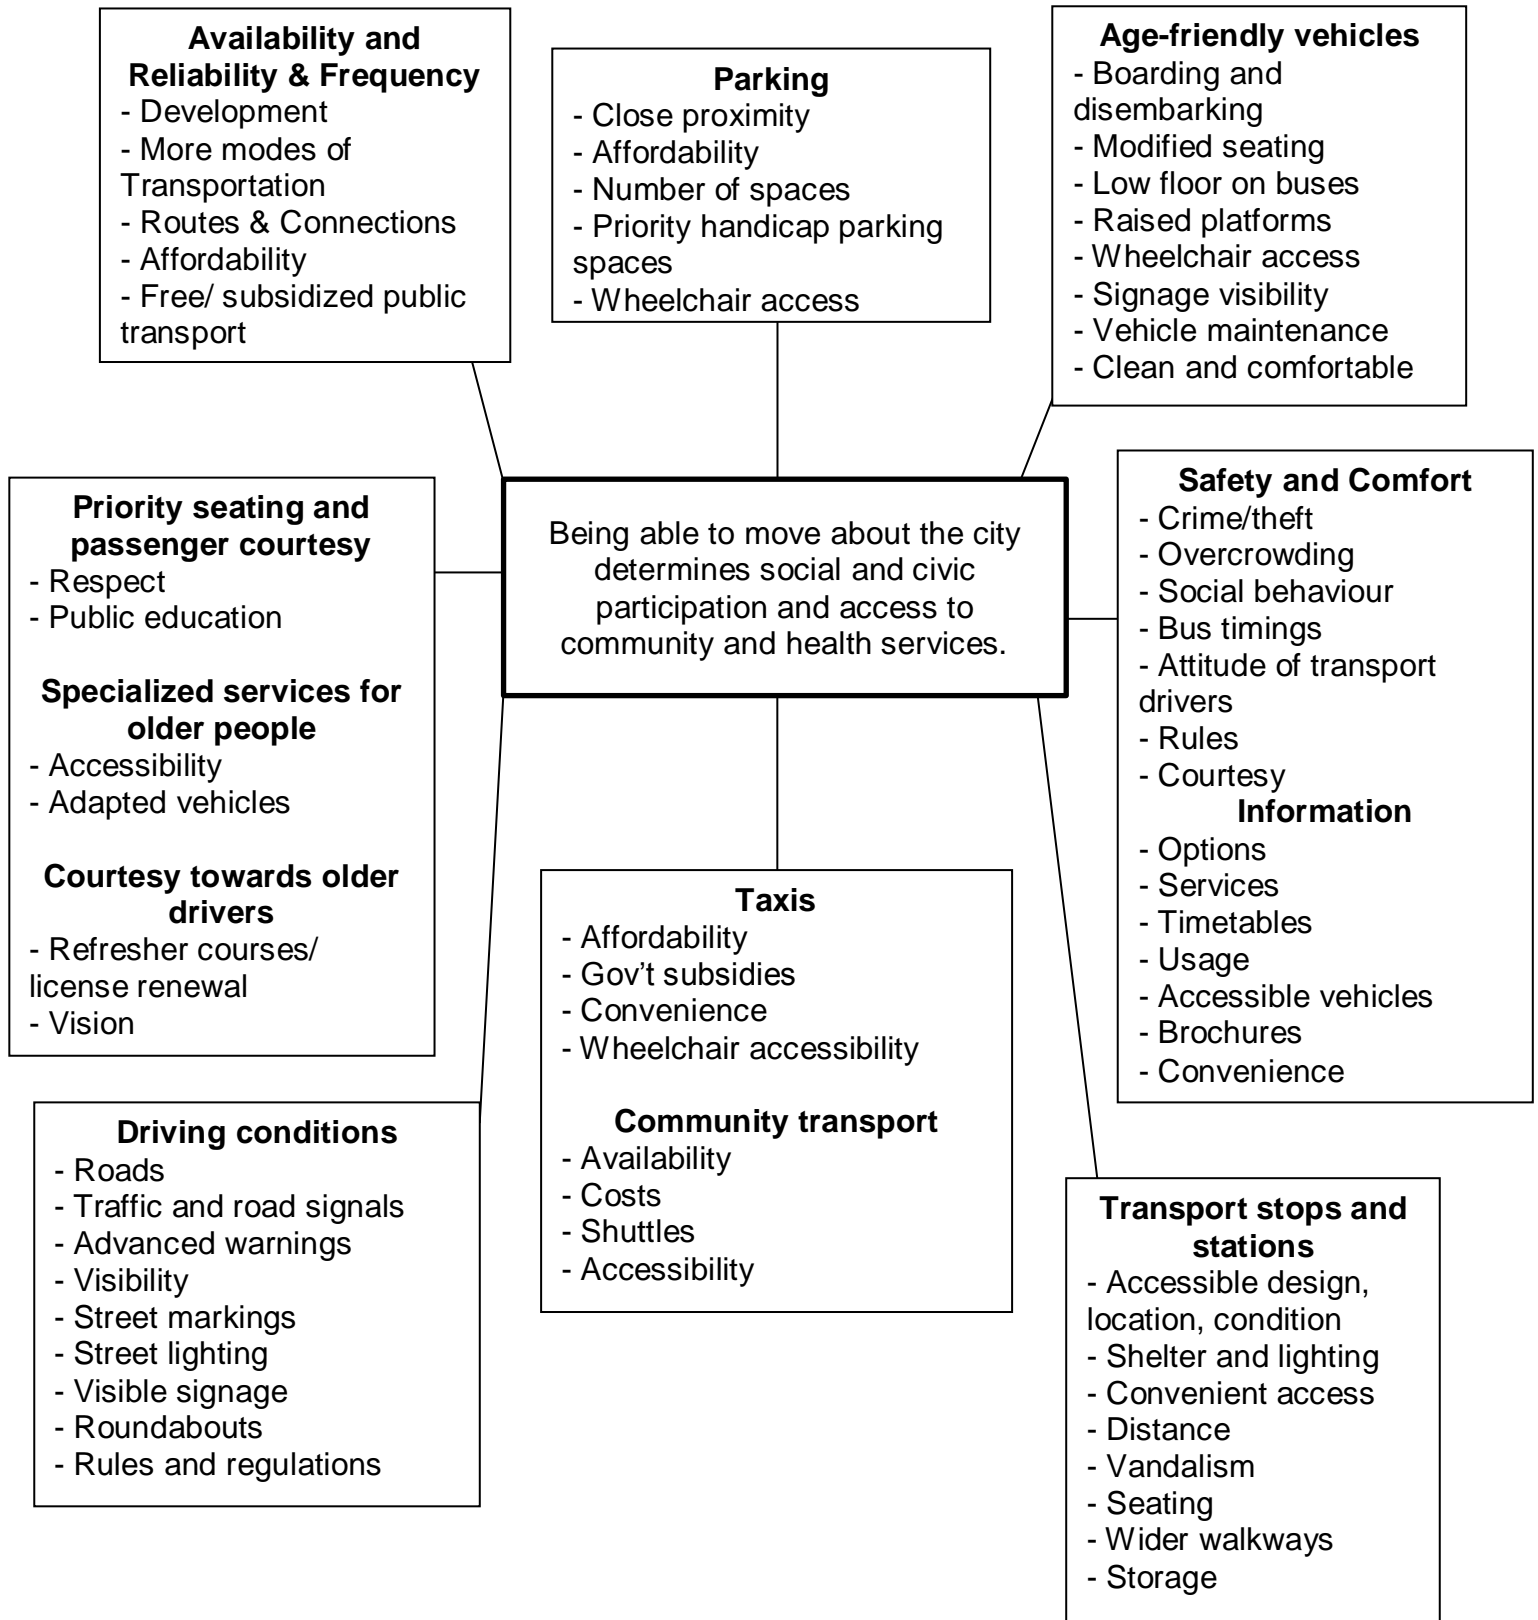 Availability and
Reliability & Frequency
- Development
- More modes of
Transportation
- Routes & Connections
- Affordability
- Free/ subsidized public
transport
Parking
- Close proximity
- Affordability
- Number of spaces
- Priority handicap parking
spaces
- Wheelchair access
Age-friendly vehicles
- Boarding and
disembarking
- Modified seating
- Low floor on buses
- Raised platforms
- Wheelchair access
- Signage visibility
- Vehicle maintenance
- Clean and comfortable
Priority seating and
passenger courtesy
- Respect
- Public education
Specialized services for
older people
- Accessibility
- Adapted vehicles
Courtesy towards older
drivers
- Refresher courses/
license renewal
- Vision
Being able to move about the city
determines social and civic
participation and access to
community and health services.
Safety and Comfort
- Crime/theft
- Overcrowding
- Social behaviour
- Bus timings
- Attitude of transport
drivers
- Rules
- Courtesy
Information
- Options
- Services
- Timetables
- Usage
- Accessible vehicles
- Brochures
- Convenience
Driving conditions
- Roads
- Traffic and road signals
- Advanced warnings
- Visibility
- Street markings
- Street lighting
- Visible signage
- Roundabouts
- Rules and regulations
Taxis
- Affordability
- Gov’t subsidies
- Convenience
- Wheelchair accessibility
Community transport
- Availability
- Costs
- Shuttles
- Accessibility
Transport stops and
stations
- Accessible design,
location, condition
- Shelter and lighting
- Convenient access
- Distance
- Vandalism
- Seating
- Wider walkways
- Storage